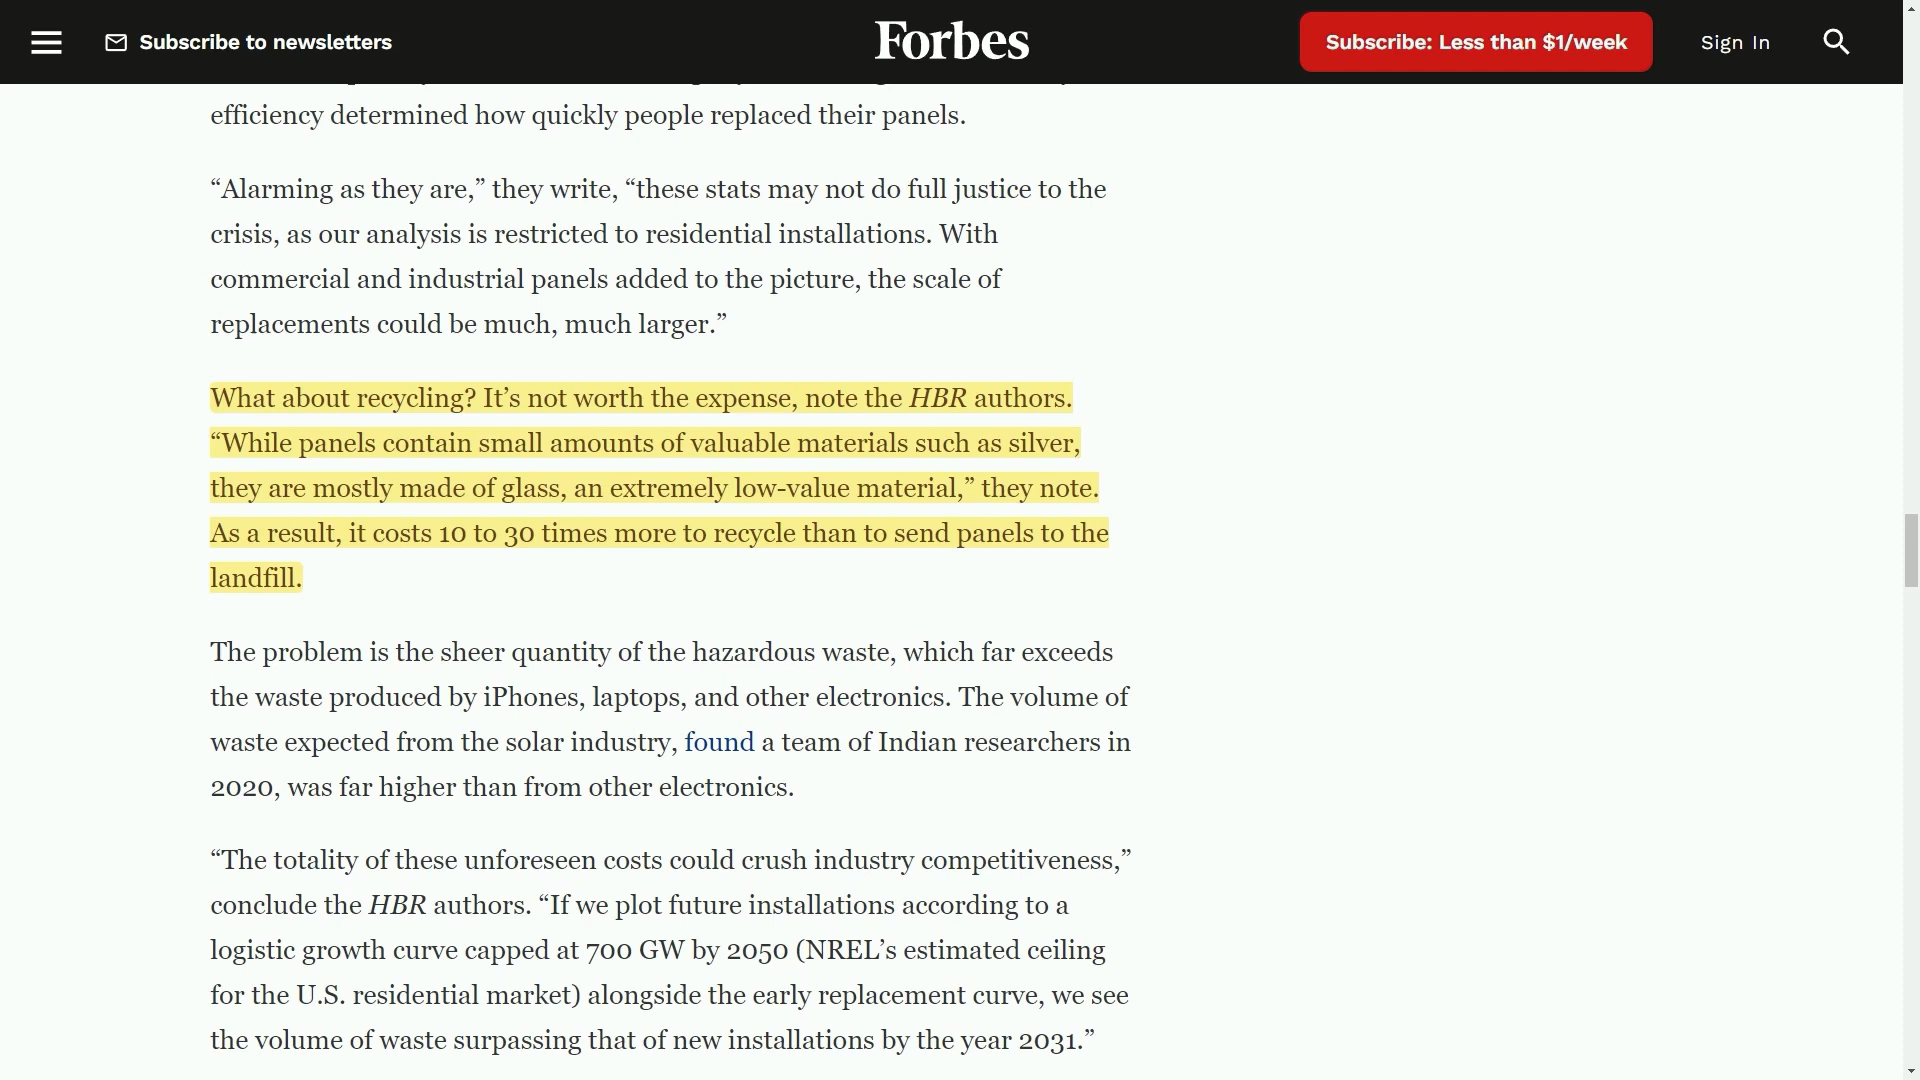 Subscribe to newsletters
Forbes
Subscribe: Less than $1/week
Sign In
efficiency determined how quickly people replaced their panels.
“Alarming as they are,” they write, “these stats may not do full justice to the
crisis, as our analysis is restricted to residential installations. With
commercial and industrial panels added to the picture, the scale of
replacements could be much, much larger.”
What about recycling? It’s not worth the expense, note the HBR authors.
“While panels contain small amounts of valuable materials such as silver,
they are mostly made of glass, an extremely low-value material,” they note.
As a result, it costs 10 to 30 times more to recycle than to send panels to the
landfill.
The problem is the sheer quantity of the hazardous waste, which far exceeds
the waste produced by iPhones, laptops, and other electronics. The volume of
waste expected from the solar industry, found a team of Indian researchers in
2020, was far higher than from other electronics.
“The totality of these unforeseen costs could crush industry competitiveness,”
conclude the HBR authors. “If we plot future installations according to a
logistic growth curve capped at 700 GW by 2050 (NREL’s estimated ceiling
for the U.S. residential market) alongside the early replacement curve, we see
the volume of waste surpassing that of new installations by the year 2031.”